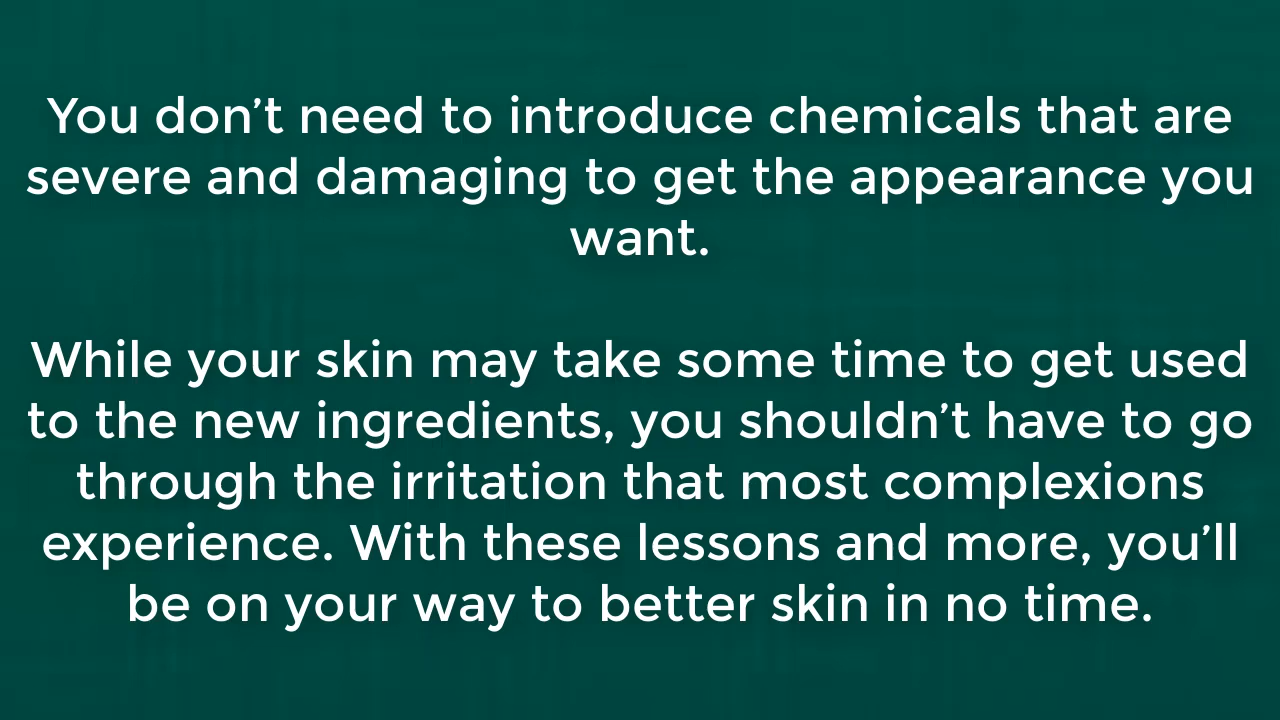 You don’t need to introduce chemicals that are
severe and damaging to get the appearance you
want.
While your skin may take some time to get used
to the new ingredients, you shouldn’t have to go
through the irritation that most complexions
experience. With these lessons and more, you’ll
be on your way to better skin in no time.